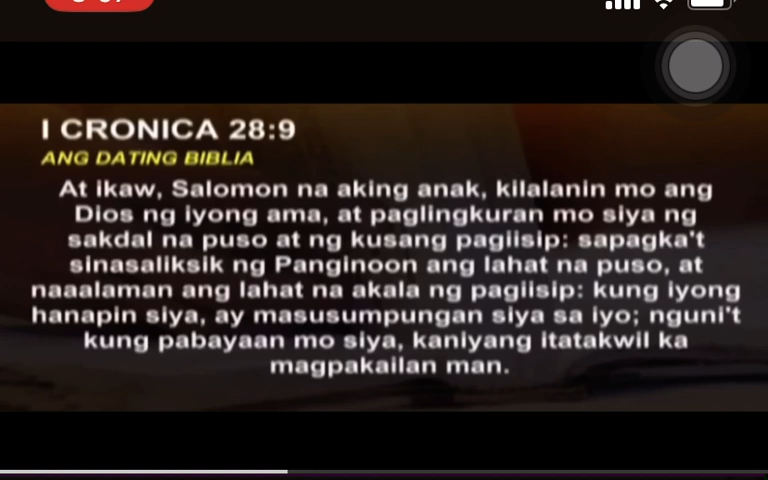 I CRONICA 28:9
ANG DATING BIBLIA
At ikaw, Salomon na aking anak, kilalanin mo ang
Dios ng iyong ama, at paglingkuran mo siya ng
sakdal na puso at ng kusang pagiisip: sapagka't
sinasaliksik ng Panginoon ang lahat na puso, at
naaalaman ang lahat na akala ng pagiisip: kung iyong
hanapin siya, ay masusumpungan siya sa iyo; nguni't
kung pabayaan mo siya, kaniyang itatakwil ka
magpakailan man.